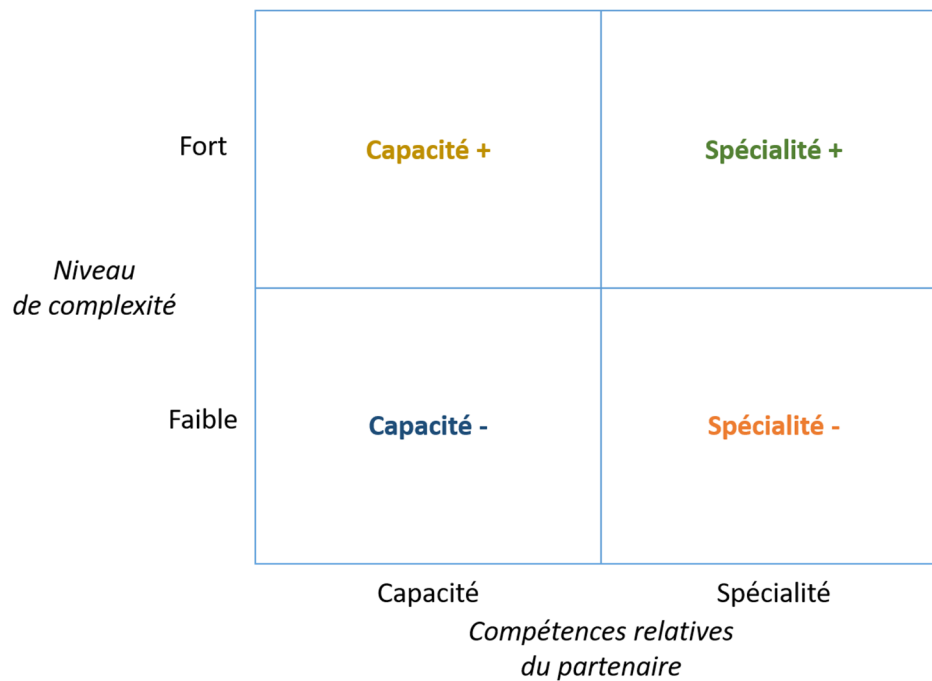 Fort
Capacité +
Spécialité +
Niveau
de complexité
Faible
Capacité -
Spécialité -
Capacité
Spécialité
Compétences relatives
du partenaire